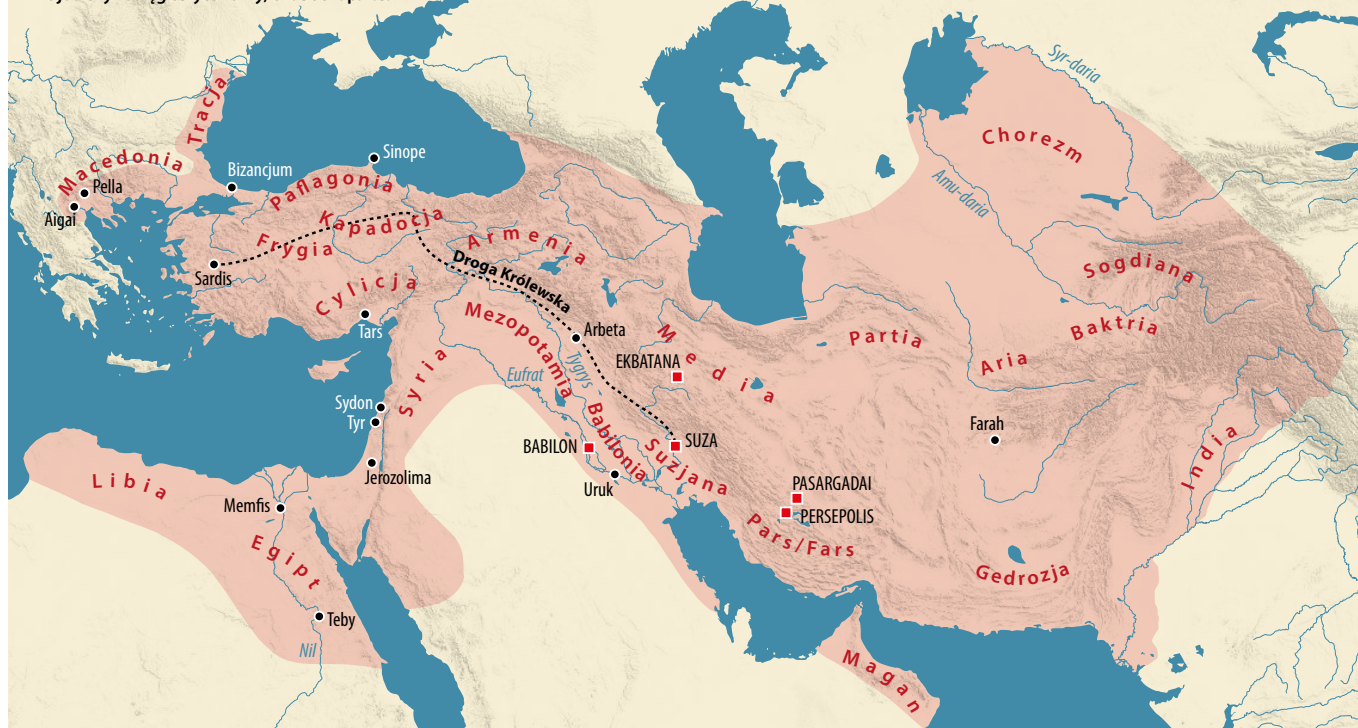 Syr-daria
Tracja
Chorezm
Macedonia
Sinope
Bizancjum
Pella
Paflagonia
Amu-daria
Aigai
Kapadocja
Frygia
Armenia
Sardis
Droga Królewska
Sogdiana
Cylicja
Mezopotamia
Tars
Arbeta
Media
Partia
Baktria
Aria
EKBATANA
Eufrat
Tygrys
Syria
Sydon
Tyr
Farah
BABILON
Babilonia
SUZA
Suzjana
India
Jerozolima
Libia
Uruk
PASARGADAI
Memfis
PERSEPOLIS
Pars/Fars
Egipt
Gedrozja
Teby
Nil
Magan